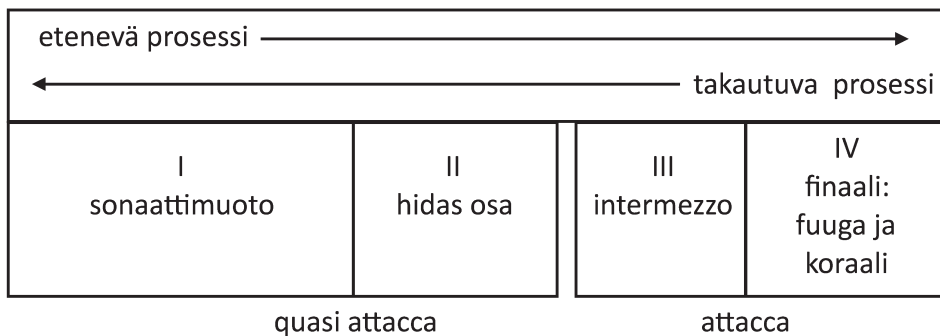 etenevä prosessi
takautuva prosessi
I
sonaattimuoto
II
hidas osa
III
intermezzo
IV
finaali:
fuuga ja
koraali
quasi attacca
attacca